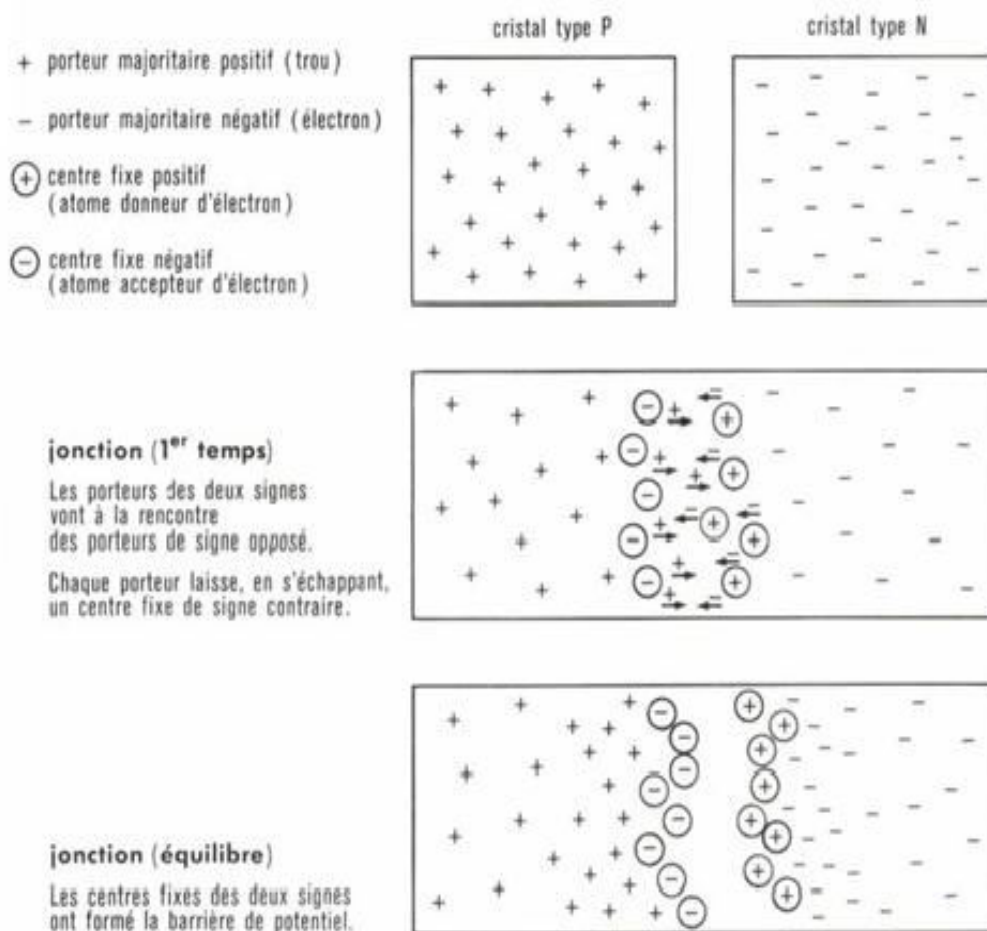 cristal type P
cristal type N
+ porteur majoritaire positif (trou)
− porteur majoritaire négatif (électron)
⊕ centre fixe positif
(atome donneur d'électron)
⊖ centre fixe négatif
(atome accepteur d'électron)
jonction (1er temps)
Les porteurs des deux signes
vont à la rencontre
des porteurs de signe opposé.
Chaque porteur laisse, en s'échappant,
un centre fixe de signe contraire.
jonction (équilibre)
Les centres fixes des deux signes
ont formé la barrière de potentiel.